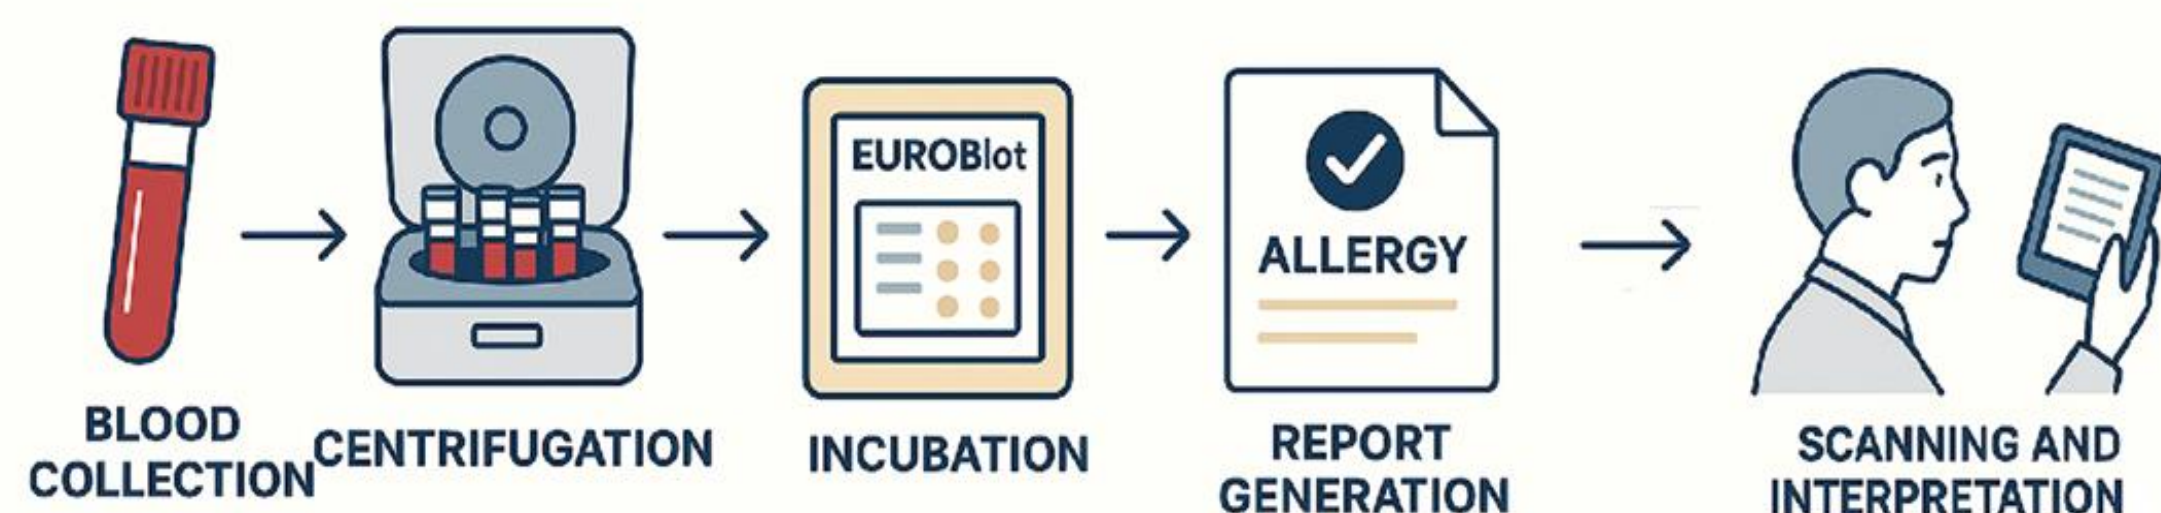 EUROBlot
ALLERGY
BLOOD
COLLECTION
CENTRIFUGATION
INCUBATION
REPORT
GENERATION
SCANNING AND
INTERPRETATION